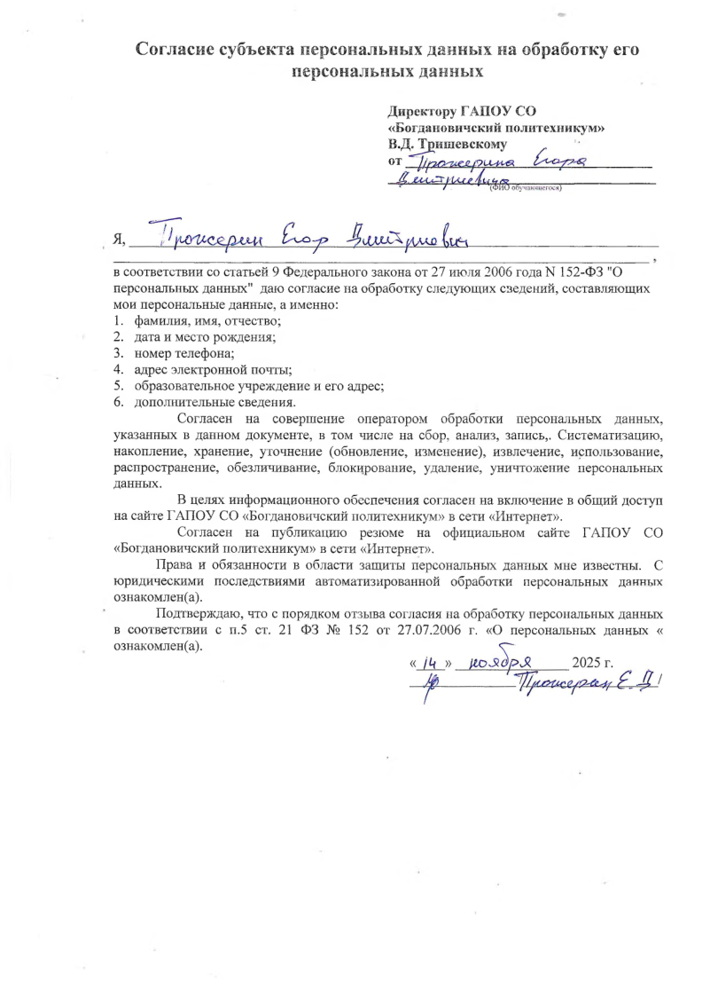 Согласие субъекта персональных данных на обработку его
персональных данных
Директору ГАПОУ СО
«Богдановичский политехникум»
В.Д. Тришевскому
от Прожерина Егора
Дмитриевича
(ФИО обучающегося)
Я, Прожерин Егор Дмитриевич
,
в соответствии со статьей 9 Федерального закона от 27 июля 2006 года N 152-ФЗ "О
персональных данных" даю согласие на обработку следующих сведений, составляющих
мои персональные данные, а именно:
1. фамилия, имя, отчество;
2. дата и место рождения;
3. номер телефона;
4. адрес электронной почты;
5. образовательное учреждение и его адрес;
6. дополнительные сведения.
Согласен на совершение оператором обработки персональных данных,
указанных в данном документе, в том числе на сбор, анализ, запись,. Систематизацию,
накопление, хранение, уточнение (обновление, изменение), извлечение, использование,
распространение, обезличивание, блокирование, удаление, уничтожение персональных
данных.
В целях информационного обеспечения согласен на включение в общий доступ
на сайте ГАПОУ СО «Богдановичский политехникум» в сети «Интернет».
Согласен на публикацию резюме на официальном сайте ГАПОУ СО
«Богдановичский политехникум» в сети «Интернет».
Права и обязанности в области защиты персональных данных мне известны. С
юридическими последствиями автоматизированной обработки персональных данных
ознакомлен(а).
Подтверждаю, что с порядком отзыва согласия на обработку персональных данных
в соответствии с п.5 ст. 21 ФЗ № 152 от 27.07.2006 г. «О персональных данных «
ознакомлен(а).
« 14 » ноября 2025 г.
Прожерин Е.Д